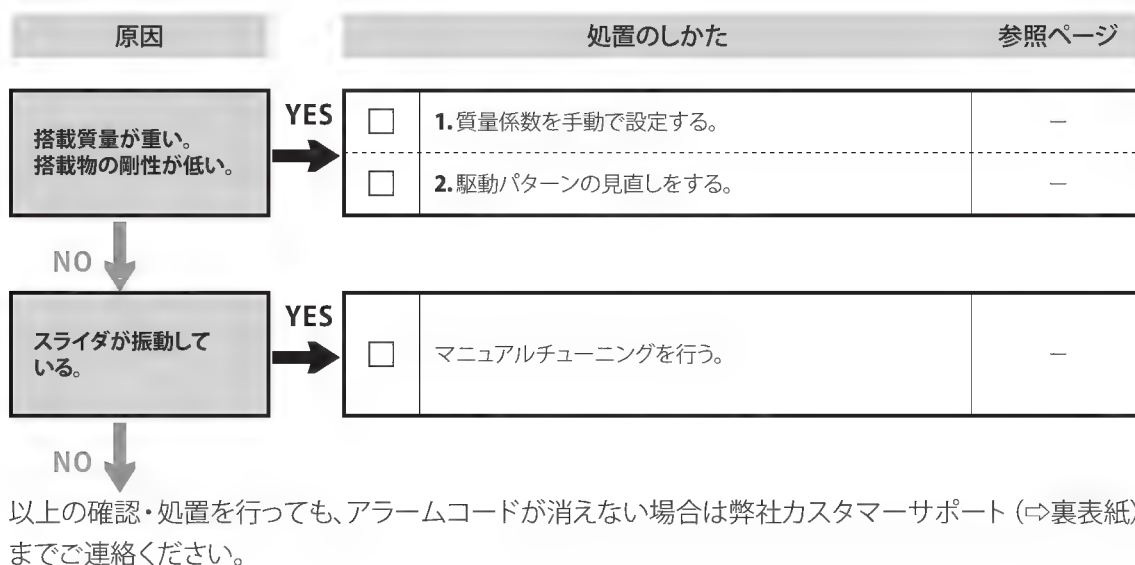 原因 処置のしかた 参照ページ
搭載質量が重い。
搭載物の剛性が低い。
YES
□ 1.質量係数を手動で設定する。 －
□ 2.駆動パターンの見直しをする。 －
NO
スライダが振動して
いる。
YES
□ マニュアルチューニングを行う。 －
NO
以上の確認・処置を行っても、アラームコードが消えない場合は弊社カスタマーサポート（⇨裏表紙）
までご連絡ください。